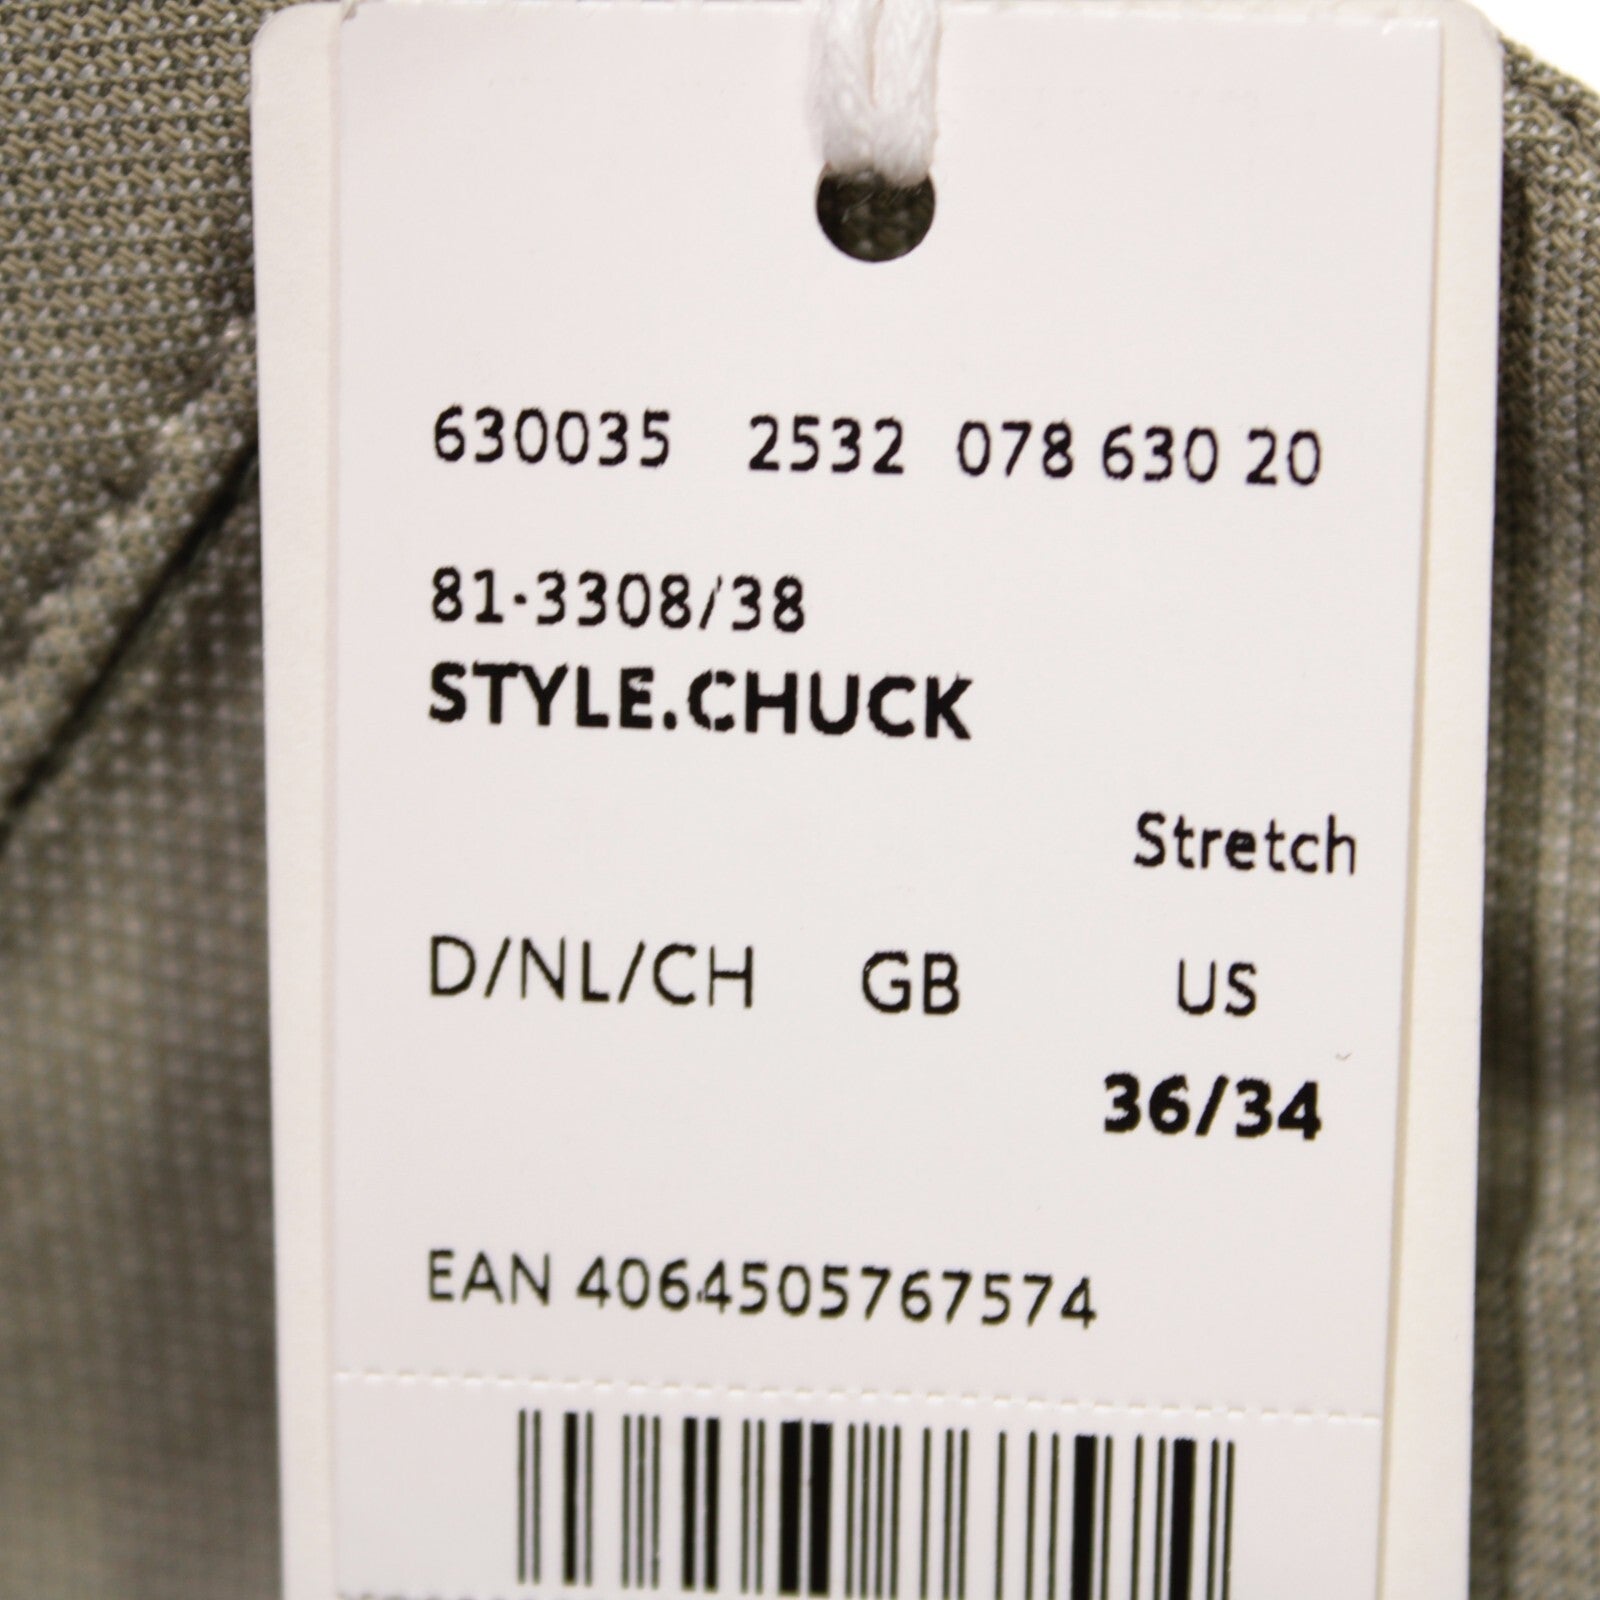 630035 2532 078 630 20
81-3308/38
STYLE.CHUCK
Stretch
D/NL/CH GB US
36/34
EAN 4064505767574